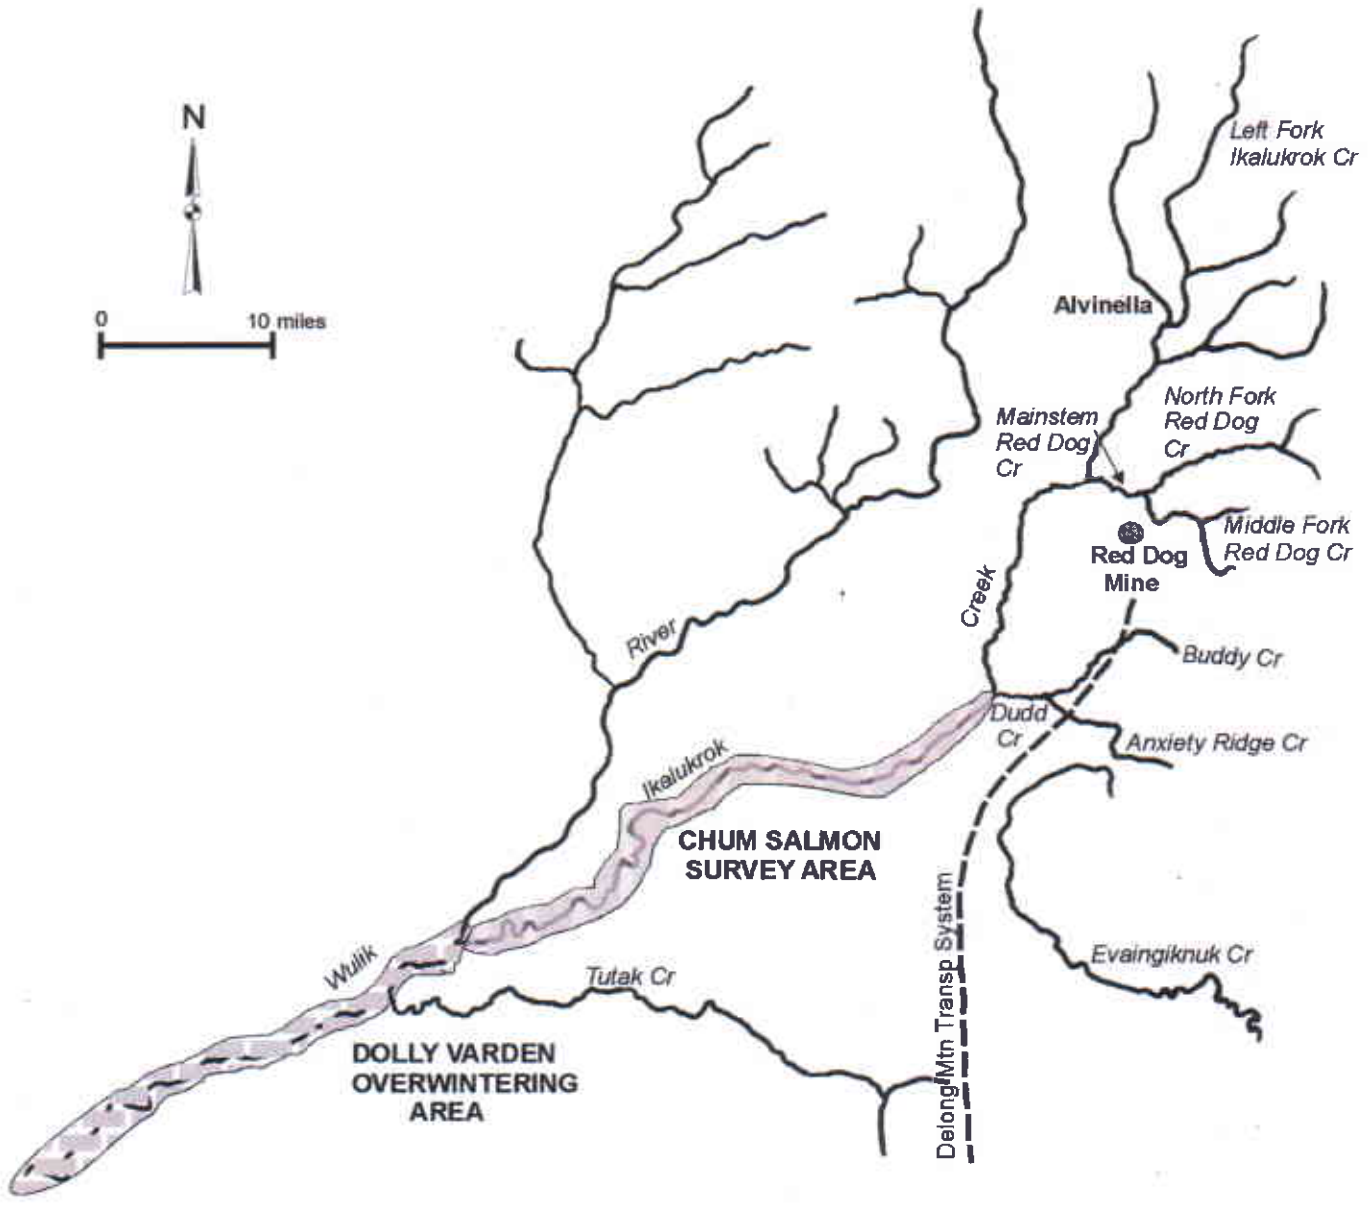 N
0 10 miles
Left Fork
Ikalukrok Cr
Alvinella
North Fork
Red Dog
Cr
Mainstem
Red Dog
Cr
Middle Fork
Red Dog Cr
Red Dog
Mine
Creek
River
Buddy Cr
Dudd
Cr
Anxiety Ridge Cr
Ikalukrok
CHUM SALMON
SURVEY AREA
Wulik
Tutak Cr
Evaingiknuk Cr
Delong Mtn Transp System
DOLLY VARDEN
OVERWINTERING
AREA